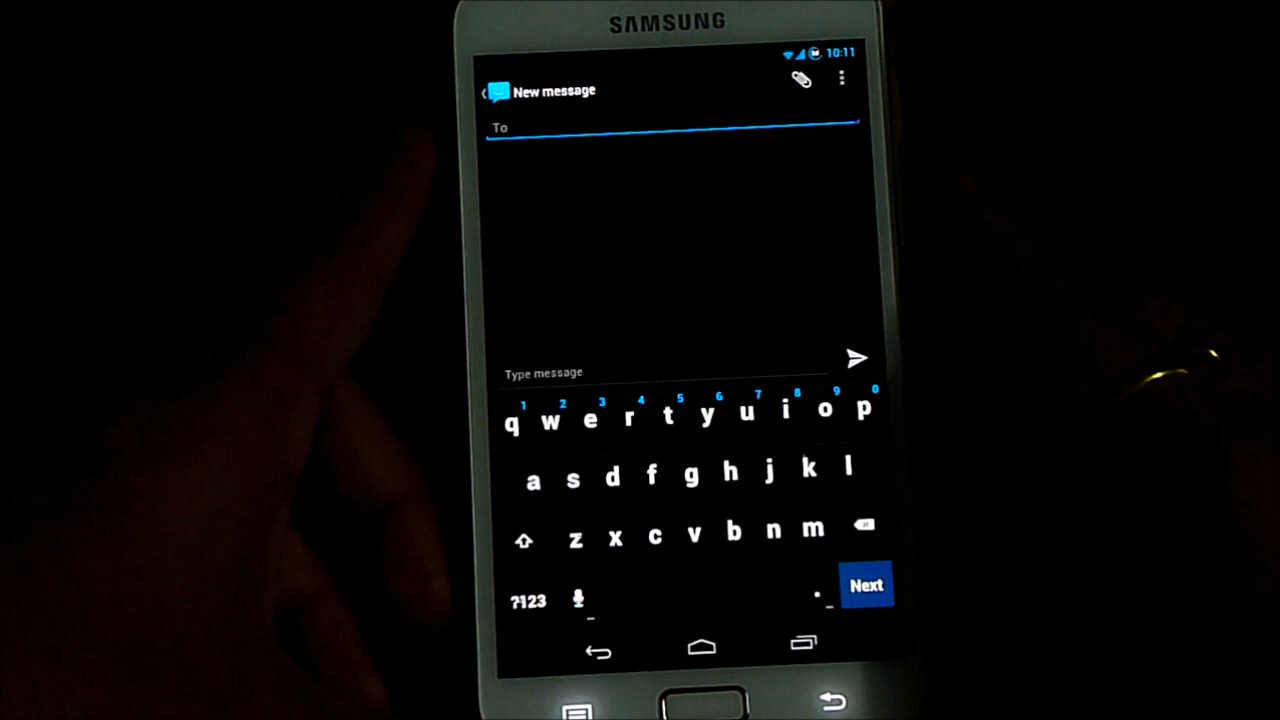 SAMSUNG
10:11
New message
To
Type message
1 2 3 4 5 6 7 8 9 0
q w e r t y u i o p
a s d f g h j k l
z x c v b n m
?123 . Next